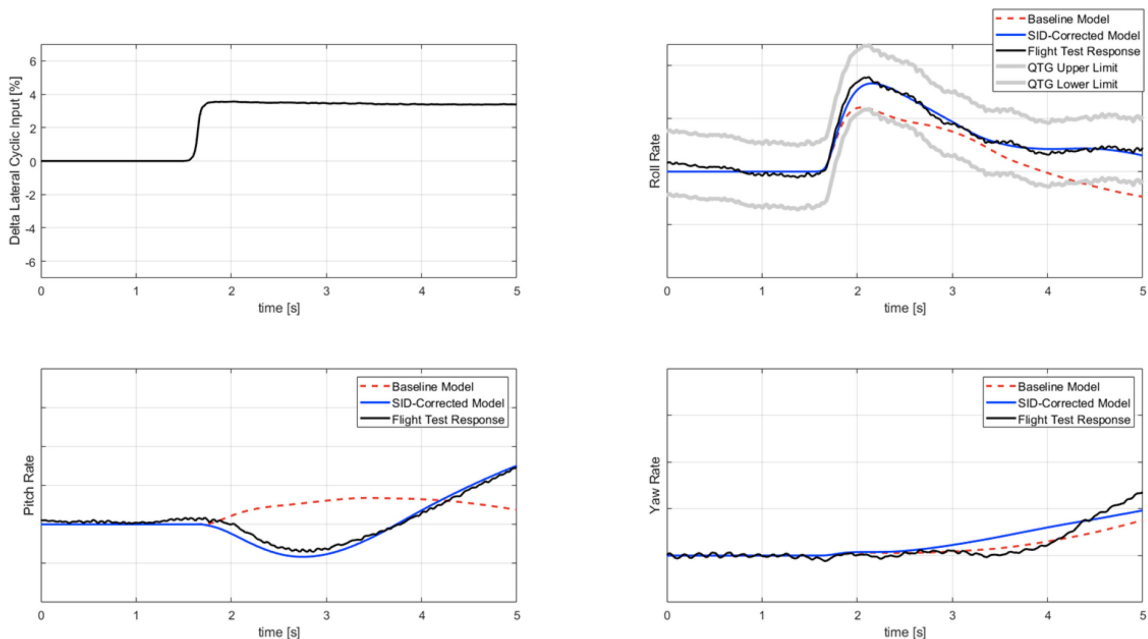 Delta Lateral Cyclic Input [%]
6
4
2
0
-2
-4
-6
0 1 2 3 4 5
time [s]
Baseline Model
SID-Corrected Model
Flight Test Response
QTG Upper Limit
QTG Lower Limit
Roll Rate
0 1 2 3 4 5
time [s]
Baseline Model
SID-Corrected Model
Flight Test Response
Pitch Rate
0 1 2 3 4 5
time [s]
Baseline Model
SID-Corrected Model
Flight Test Response
Yaw Rate
0 1 2 3 4 5
time [s]